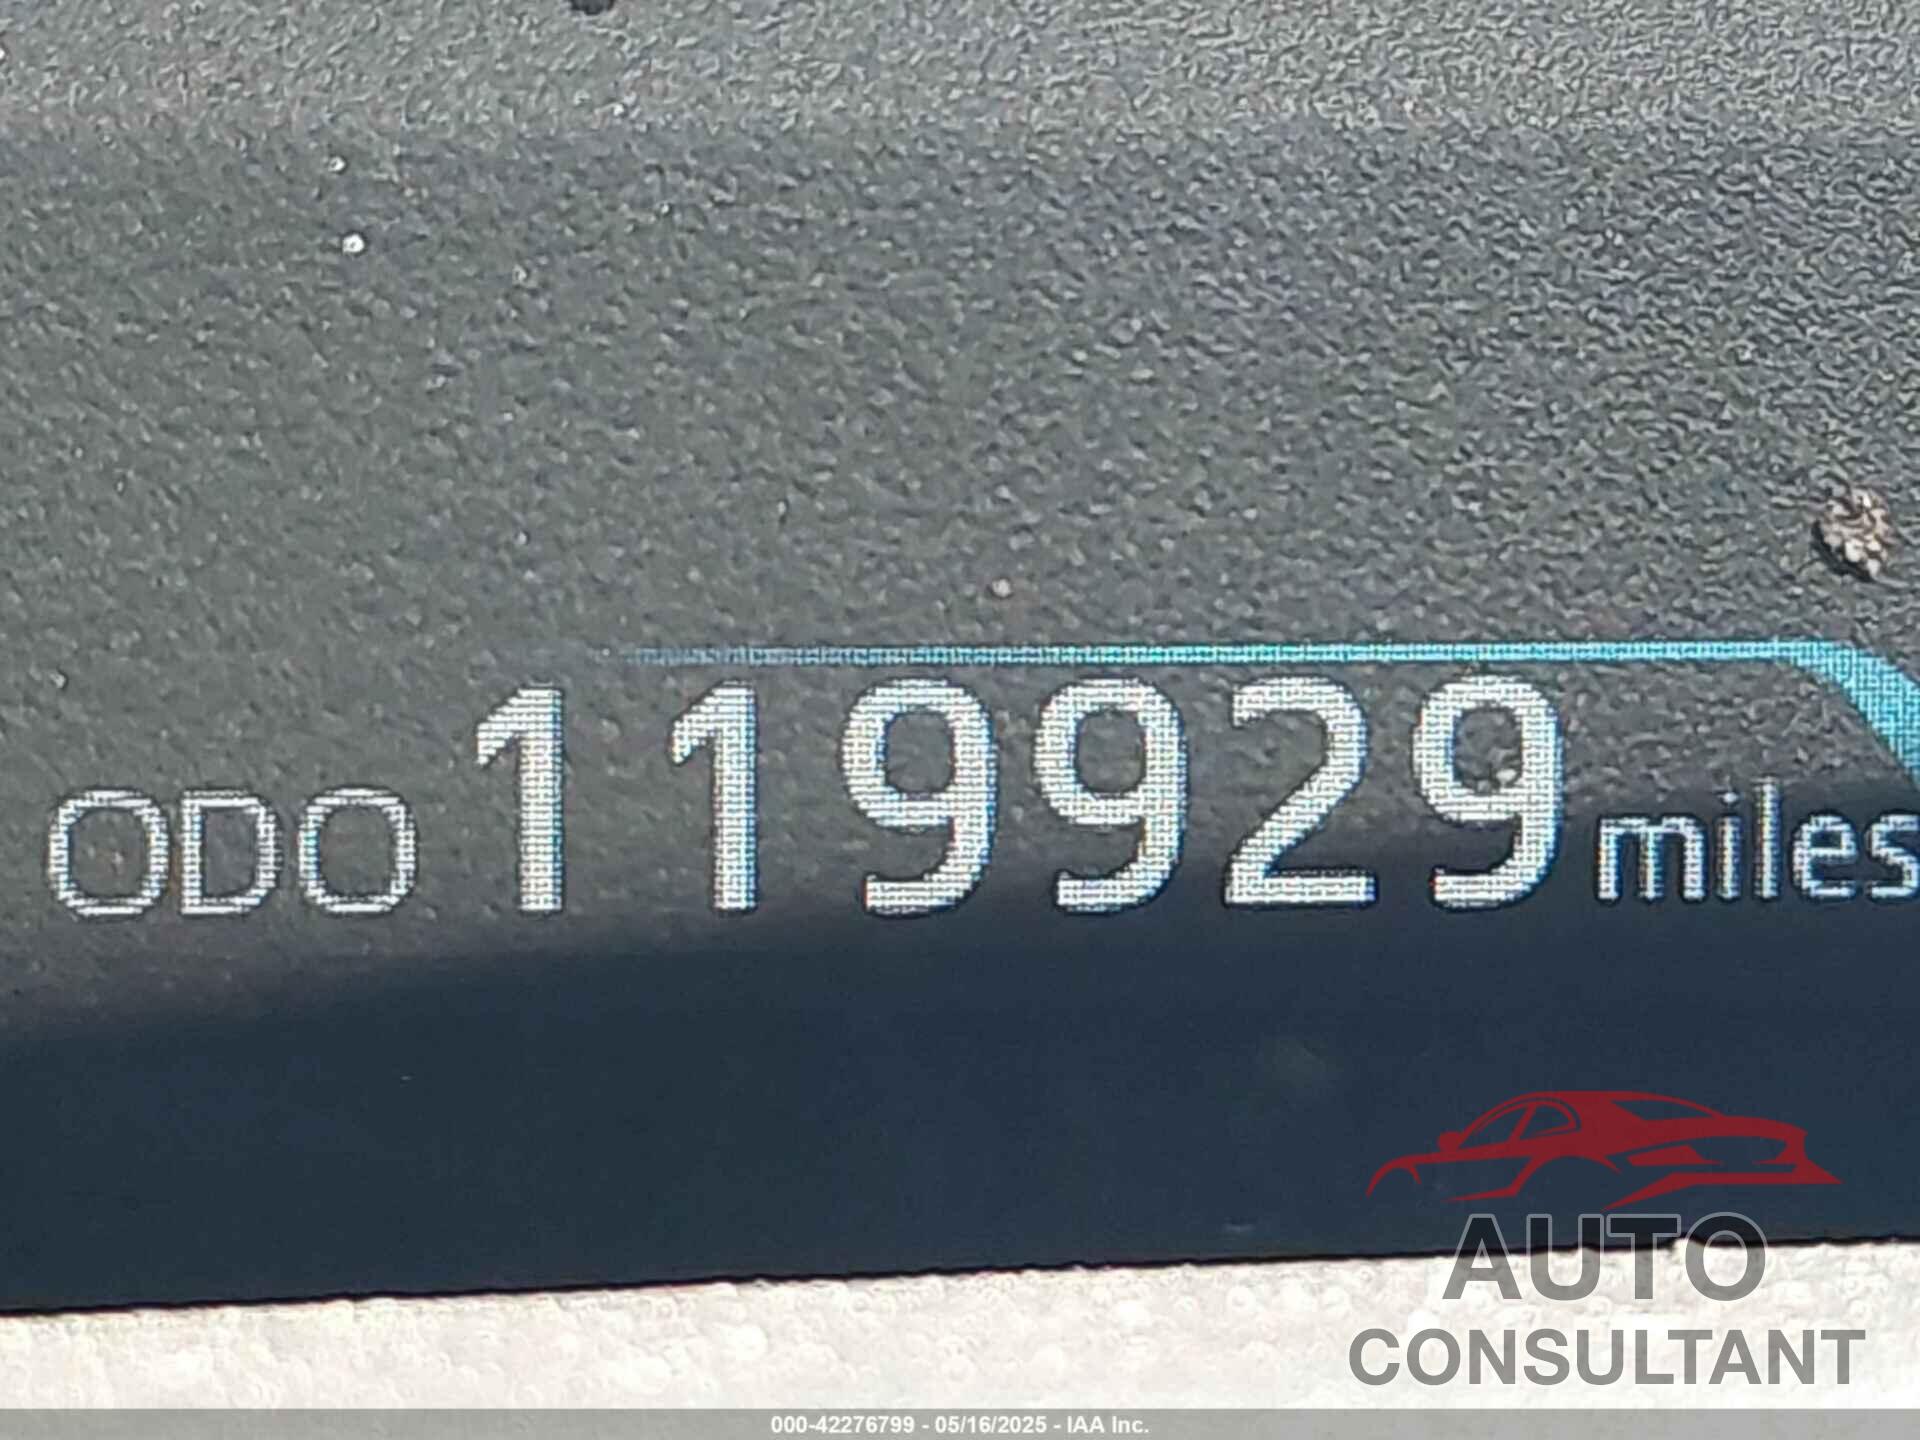 ODO 119929 miles
AUTO
CONSULTANT
000-42276799 - 05/16/2025 - IAA Inc.